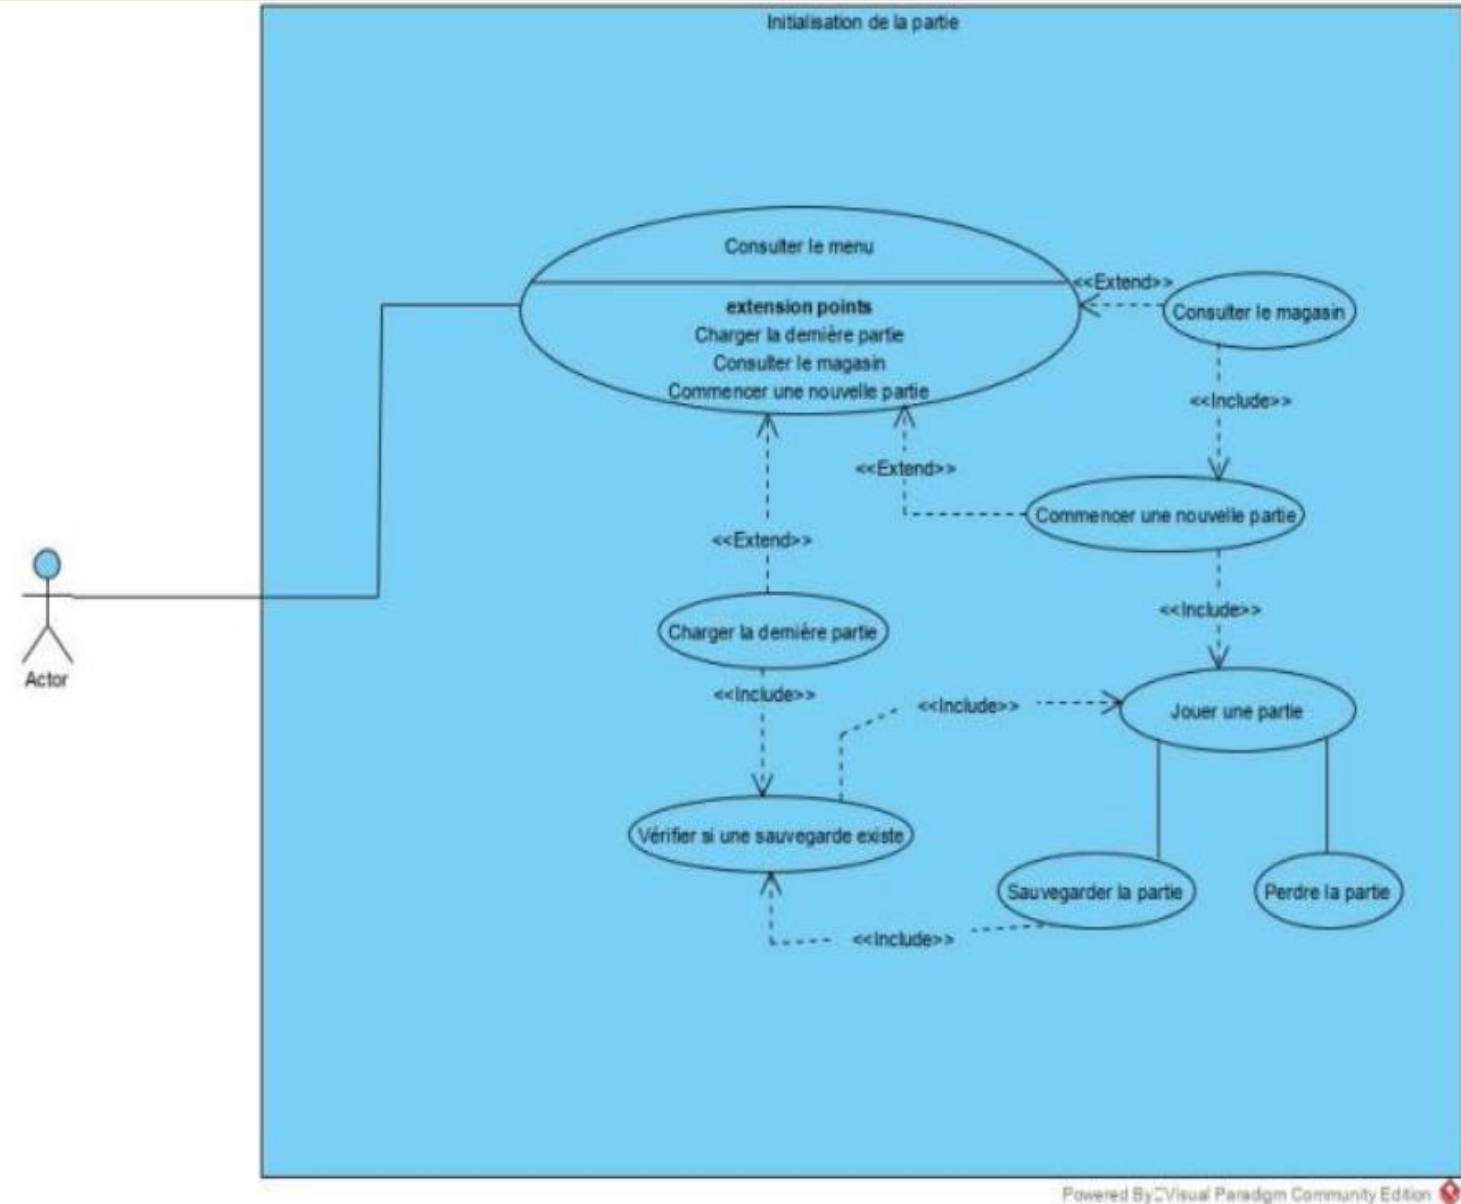 Initialisation de la partie
Consulter le menu
extension points
Charger la dernière partie
Consulter le magasin
Commencer une nouvelle partie
<<Extend>>
Consulter le magasin
<<Include>>
<<Extend>>
Commencer une nouvelle partie
<<Extend>>
<<Include>>
Charger la dernière partie
Actor
<<Include>>
<<Include>>
Jouer une partie
Vérifier si une sauvegarde existe
Sauvegarder la partie
Perdre la partie
<<Include>>
Powered By Visual Paradigm Community Edition